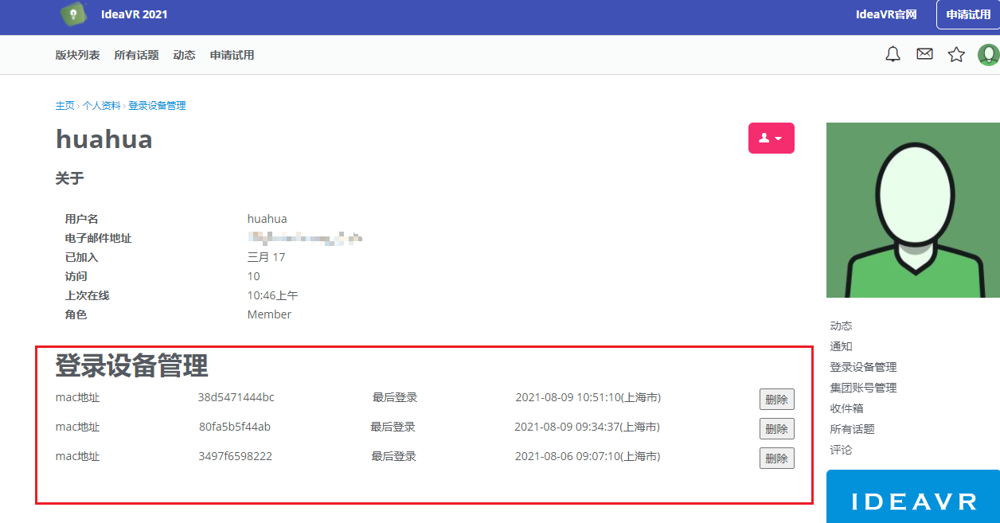 IdeaVR 2021
IdeaVR官网
申请试用
版块列表 所有话题 动态 申请试用
主页 › 个人资料 › 登录设备管理
huahua
关于
用户名 huahua
电子邮件地址
已加入 三月 17
访问 10
上次在线 10:46上午
角色 Member
登录设备管理
mac地址 38d5471444bc 最后登录 2021-08-09 10:51:10(上海市) 删除
mac地址 80fa5b5f44ab 最后登录 2021-08-09 09:34:37(上海市) 删除
mac地址 3497f6598222 最后登录 2021-08-06 09:07:10(上海市) 删除
动态
通知
登录设备管理
集团账号管理
收件箱
所有话题
评论
IDEAVR